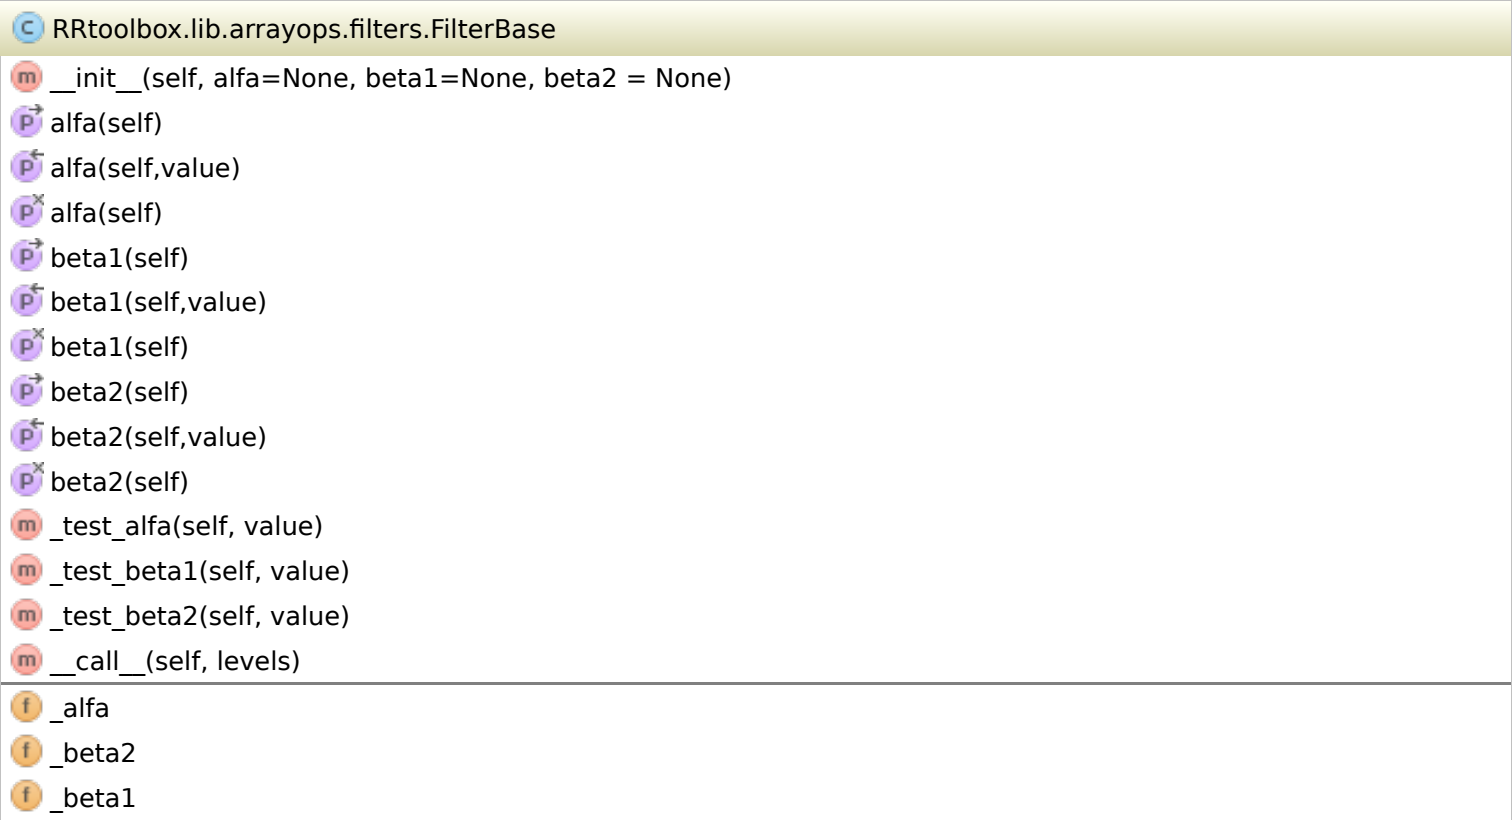 C RRtoolbox.lib.arrayops.filters.FilterBase
m __init__(self, alfa=None, beta1=None, beta2 = None)
P alfa(self)
P alfa(self,value)
P alfa(self)
P beta1(self)
P beta1(self,value)
P beta1(self)
P beta2(self)
P beta2(self,value)
P beta2(self)
m _test_alfa(self, value)
m _test_beta1(self, value)
m _test_beta2(self, value)
m __call__(self, levels)
f _alfa
f _beta2
f _beta1